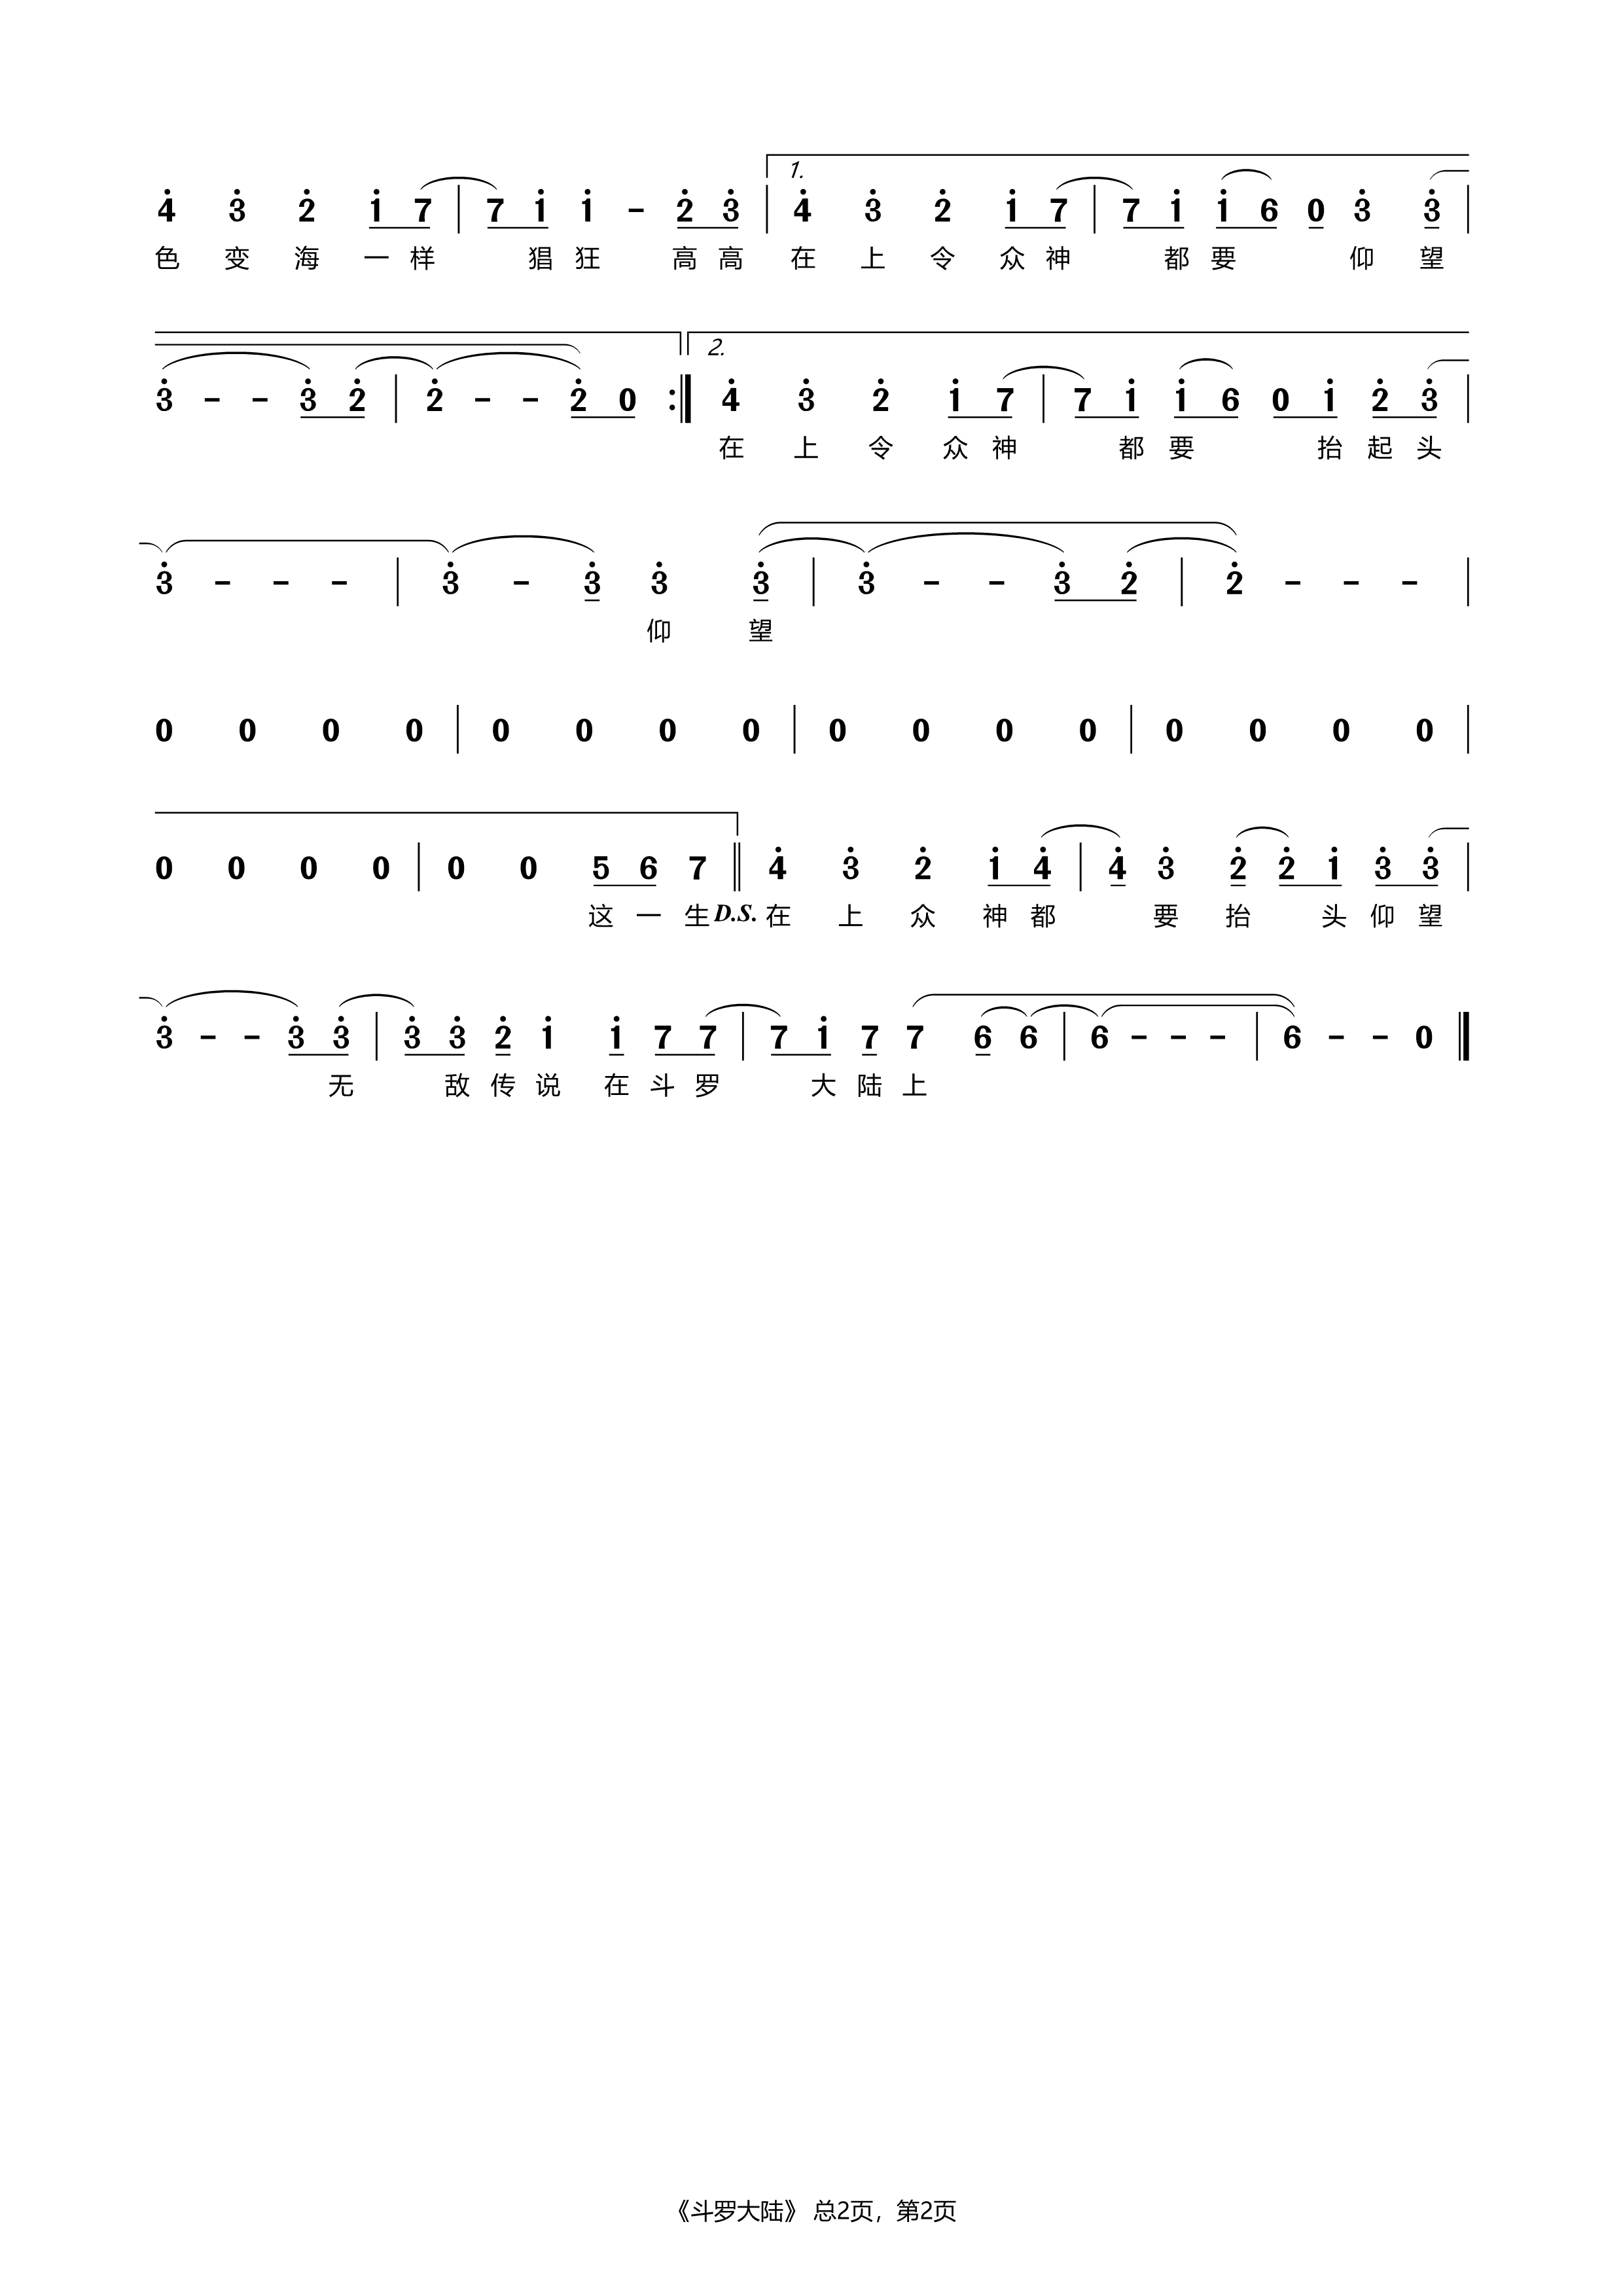 1.
4̇ 3̇ 2̇ 1̇ 7 | 7 1̇ 1̇ - 2̇ 3̇ | 4̇ 3̇ 2̇ 1̇ 7 | 7 1̇ 1̇ 6 0 3̇ 3̇ |
色 变 海 一 样 猖 狂 高 高 在 上 令 众 神 都 要 仰 望
2.
3̇ - - 3̇ 2̇ | 2̇ - - 2̇ 0 :| 4̇ 3̇ 2̇ 1̇ 7 | 7 1̇ 1̇ 6 0 1̇ 2̇ 3̇ |
在 上 令 众 神 都 要 抬 起 头
3̇ - - - | 3̇ - 3̇ 3̇ 3̇ | 3̇ - - 3̇ 2̇ | 2̇ - - - |
仰 望
0 0 0 0 | 0 0 0 0 | 0 0 0 0 | 0 0 0 0 |
0 0 0 0 | 0 0 5 6 7 || 4̇ 3̇ 2̇ 1̇ 4̇ | 4̇ 3̇ 2̇ 2̇ 1̇ 3̇ 3̇ |
这 一 生 D.S. 在 上 众 神 都 要 抬 头 仰 望
3̇ - - 3̇ 3̇ | 3̇ 3̇ 2̇ 1̇ 1̇ 7 7 | 7 1̇ 7 7 6 6 | 6 - - - | 6 - - 0 ||
无 敌 传 说 在 斗 罗 大 陆 上
《斗罗大陆》 总2页，第2页